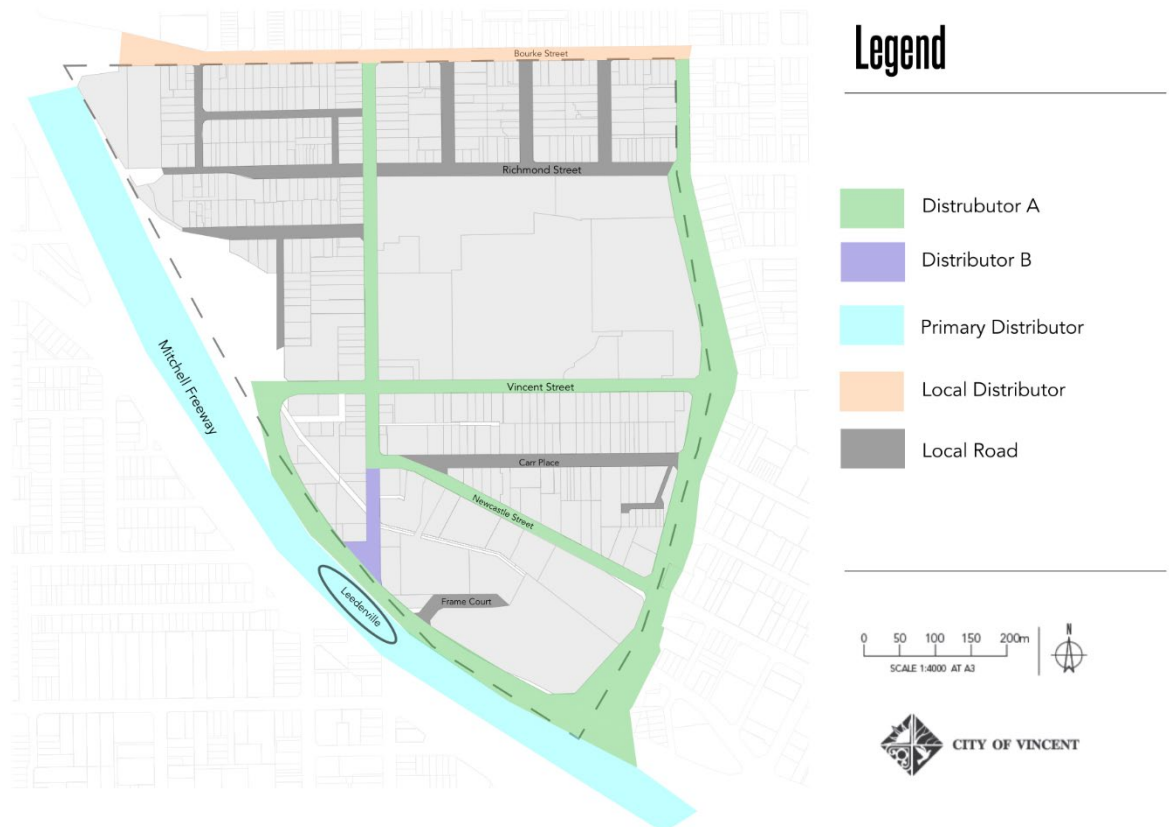 Bourke Street
Richmond Street
Mitchell Freeway
Vincent Street
Carr Place
Newcastle Street
Leederville
Frame Court
Legend
Distrubutor A
Distributor B
Primary Distributor
Local Distributor
Local Road
0 50 100 150 200m
SCALE 1:4000 AT A3
N
CITY OF VINCENT